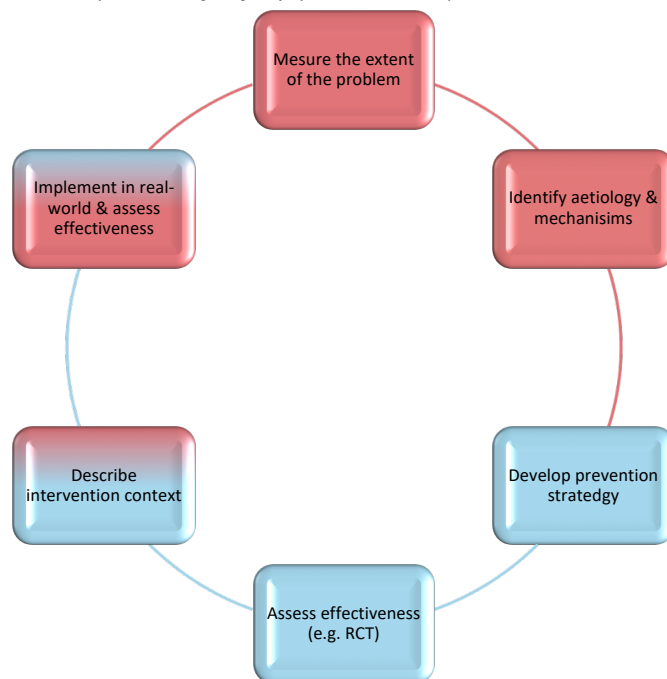 Mesure the extent
of the problem
Implement in real-
world & assess
effectiveness
Identify aetiology &
mechanisims
Describe
intervention context
Develop prevention
stratedgy
Assess effectiveness
(e.g. RCT)